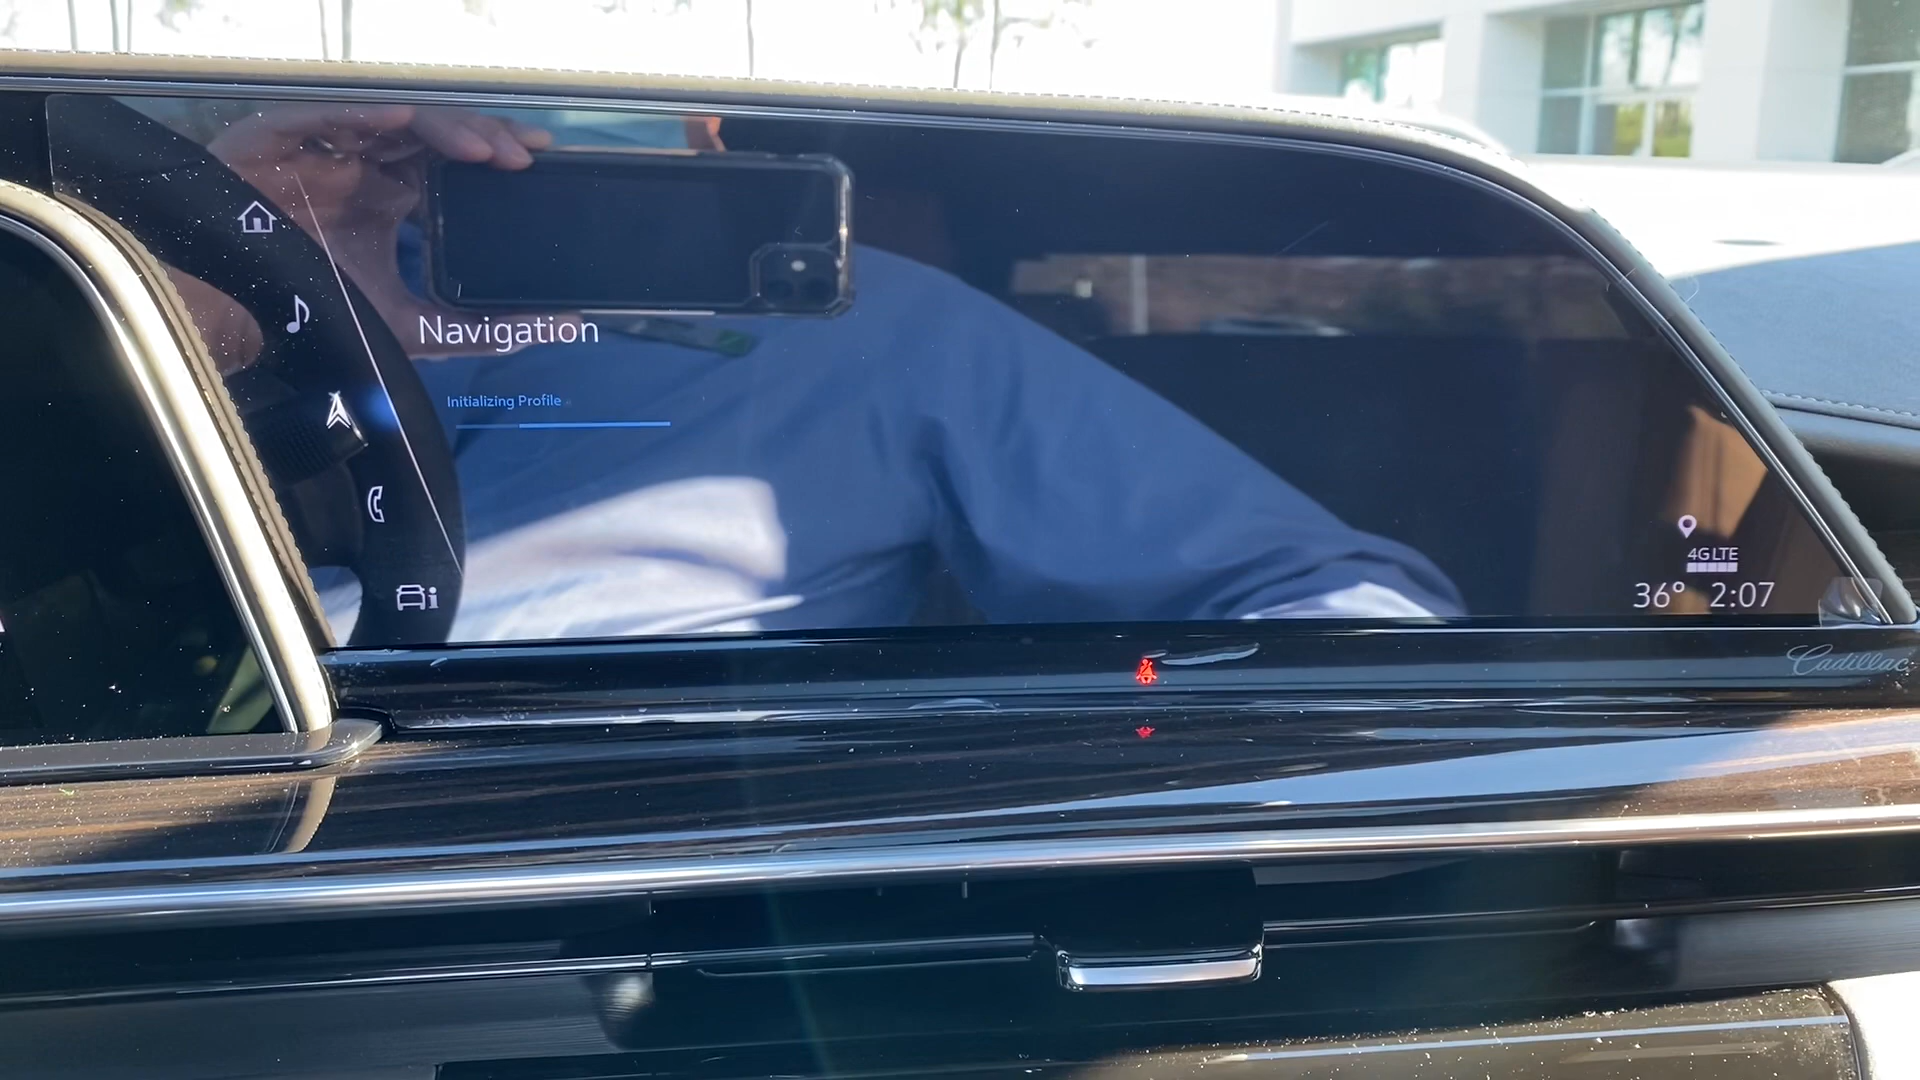 Navigation
Initializing Profile
4G LTE
36° 2:07
Cadillac